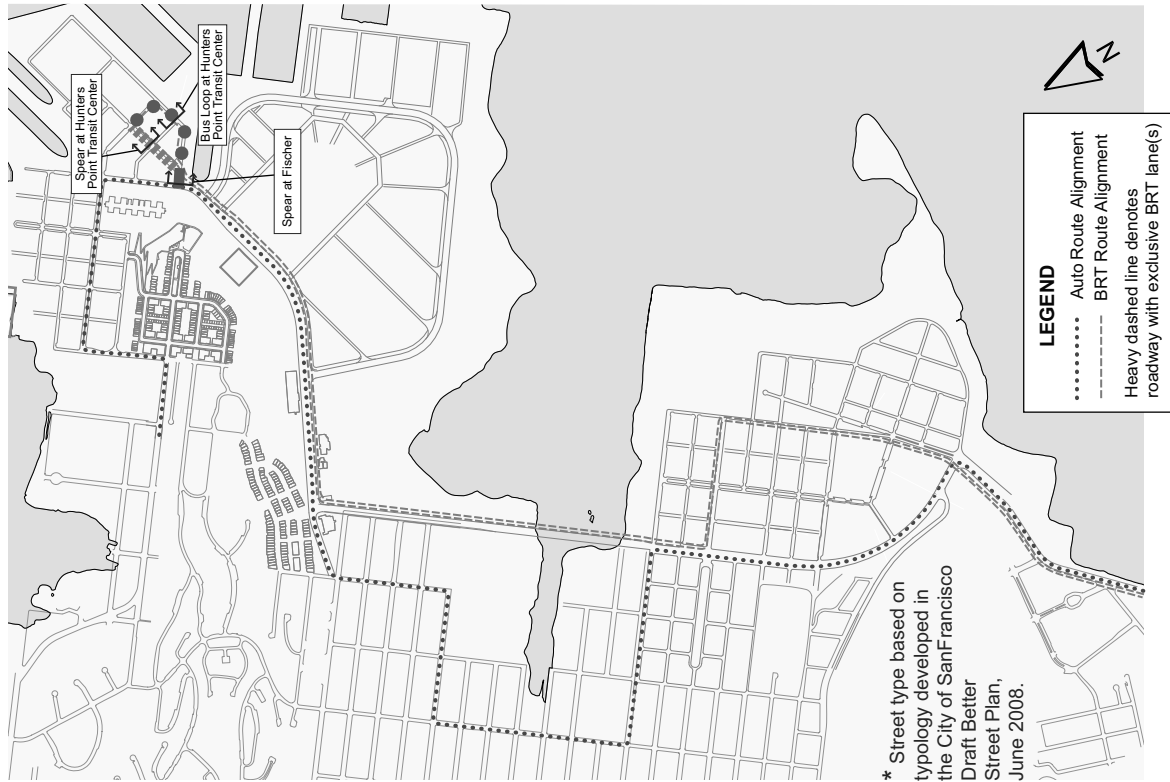 Spear at Hunters
Point Transit Center
Bus Loop at Hunters
Point Transit Center
Spear at Fischer
N
LEGEND
Auto Route Alignment
BRT Route Alignment
Heavy dashed line denotes
roadway with exclusive BRT lane(s)
* Street type based on
typology developed in
the City of SanFrancisco
Draft Better
Street Plan,
June 2008.